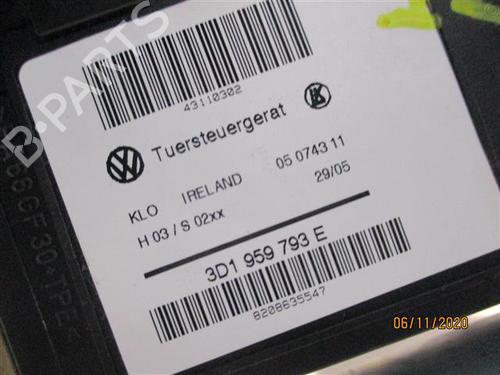 43110302
Tuersteuergerat
KLO IRELAND 05 0743 11
H 03 / S 02xx 29/05
3D1 959 793 E
8208635547
B-PARTS
06/11/2020